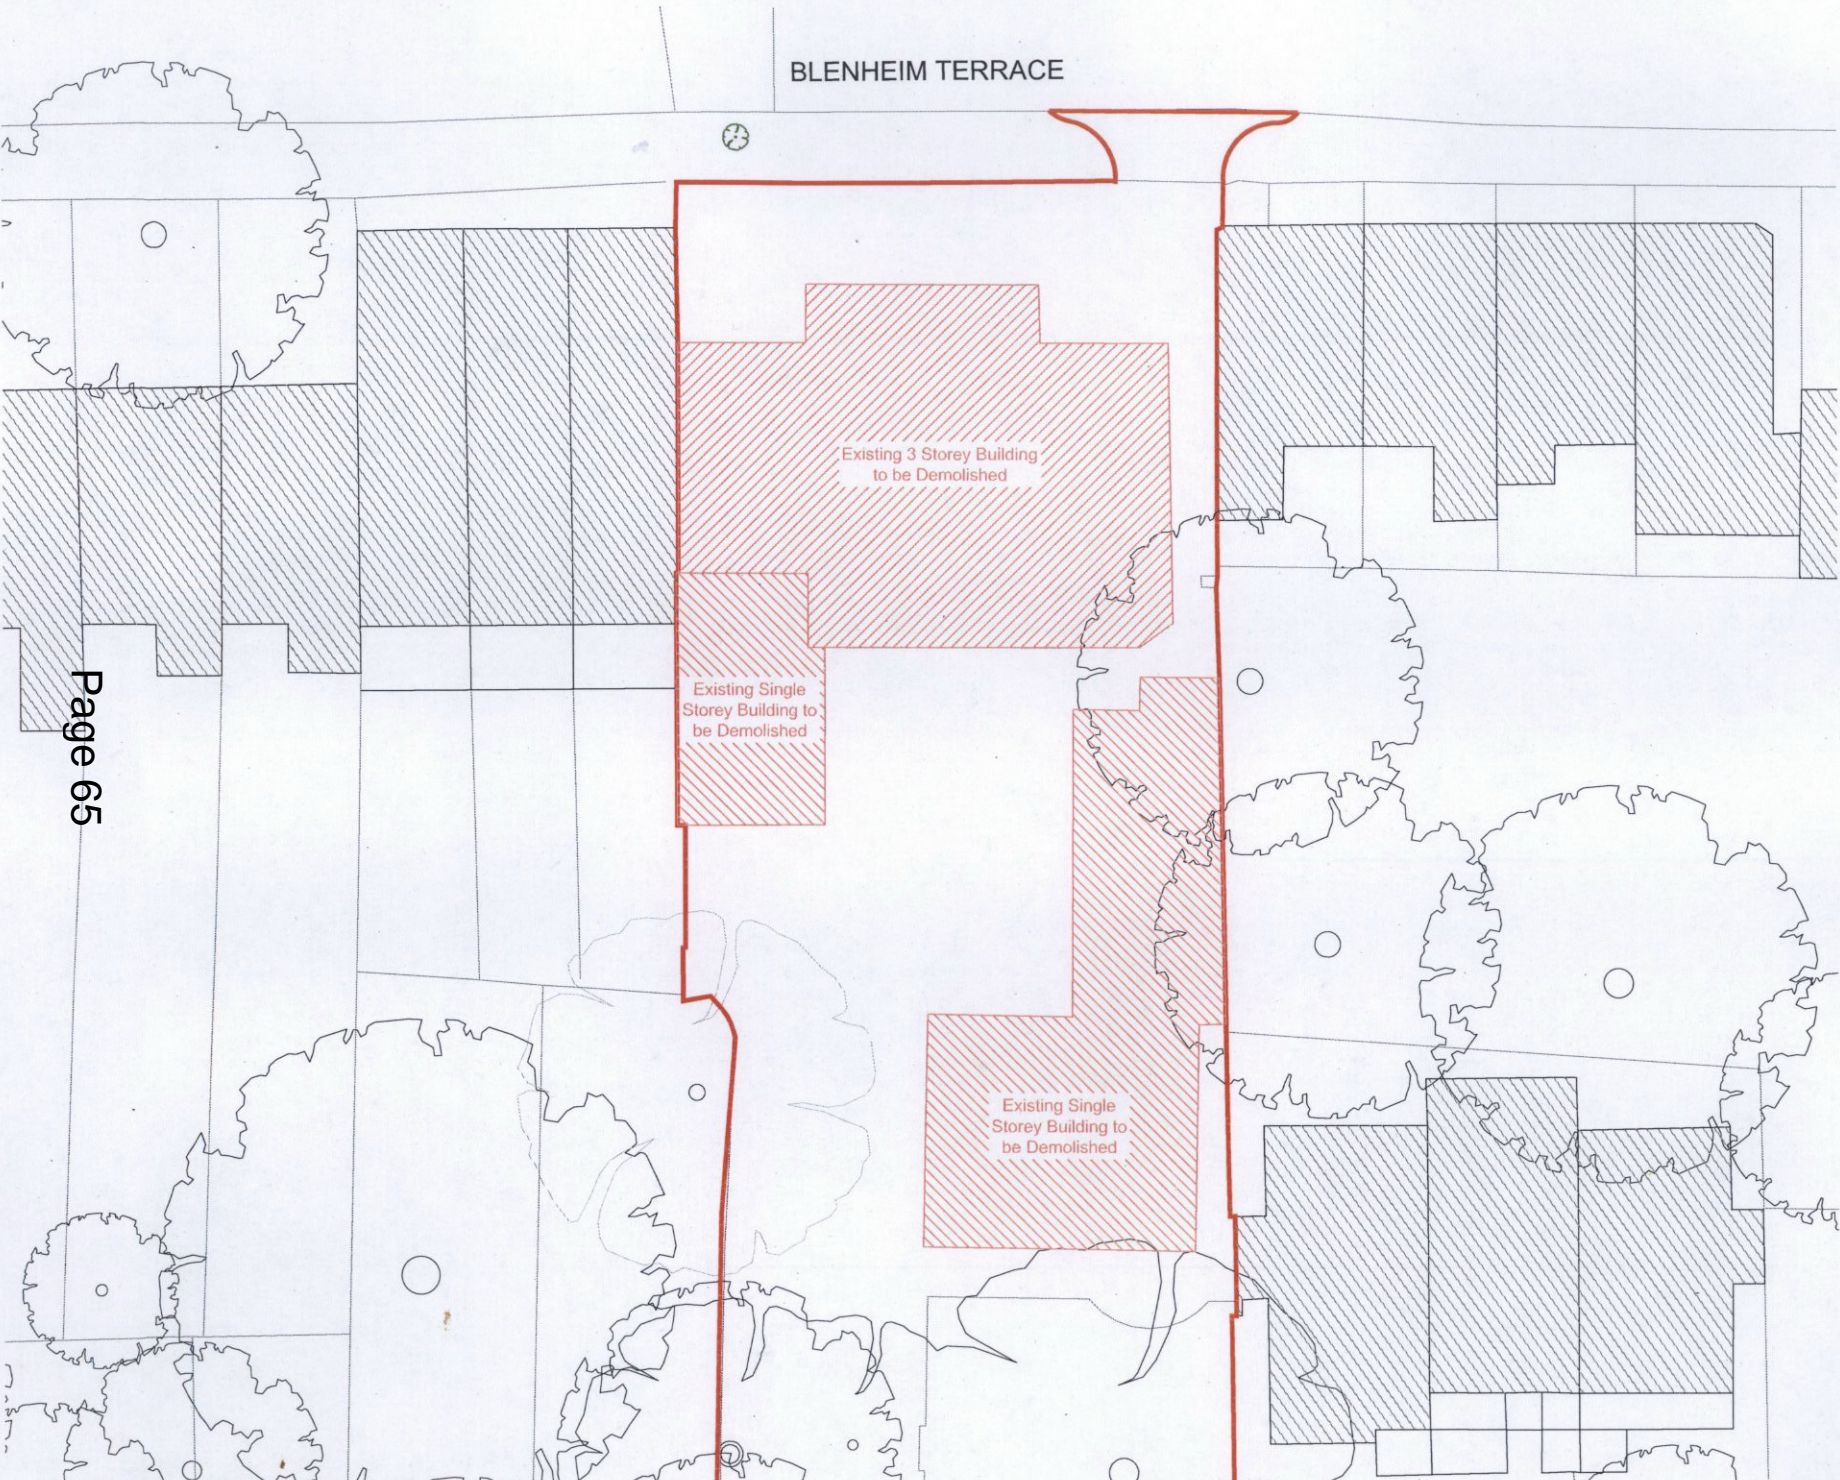 BLENHEIM TERRACE
Existing 3 Storey Building
to be Demolished
Existing Single
Storey Building to
be Demolished
Existing Single
Storey Building to
be Demolished
Page 65